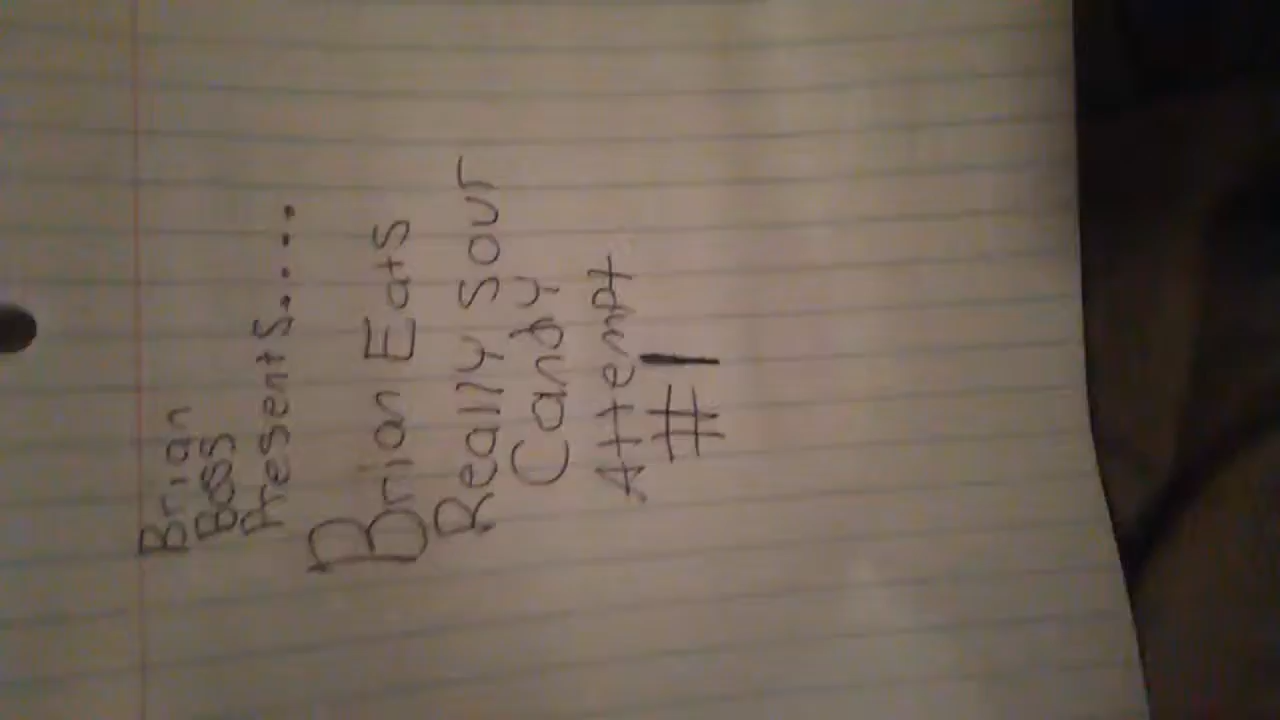 Brian
Boss
Presents....
Brian Eats
Really Sour
Candy
Attempt
#1